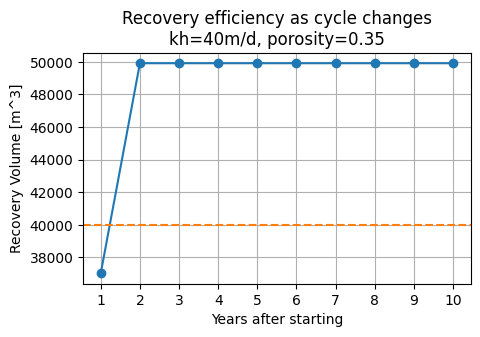 Recovery efficiency as cycle changes
kh=40m/d, porosity=0.35
Recovery Volume [m^3]
50000
48000
46000
44000
42000
40000
38000
1 2 3 4 5 6 7 8 9 10
Years after starting